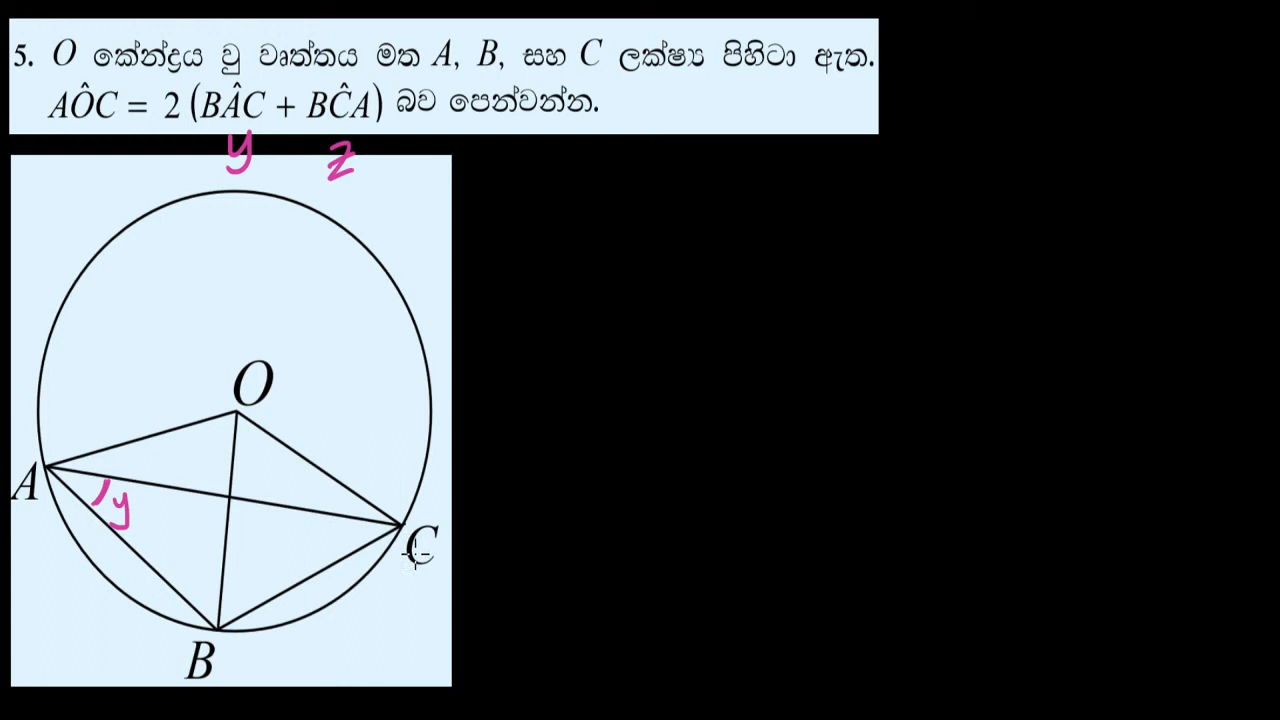 5. O කේන්ද්‍රය වු වෘත්තය මත A, B, සහ C ලක්ෂ්‍ය පිහිටා ඇත.
AÔC = 2 (BÂC + BĈA) බව පෙන්වන්න.
y z
O
A
y
C
B